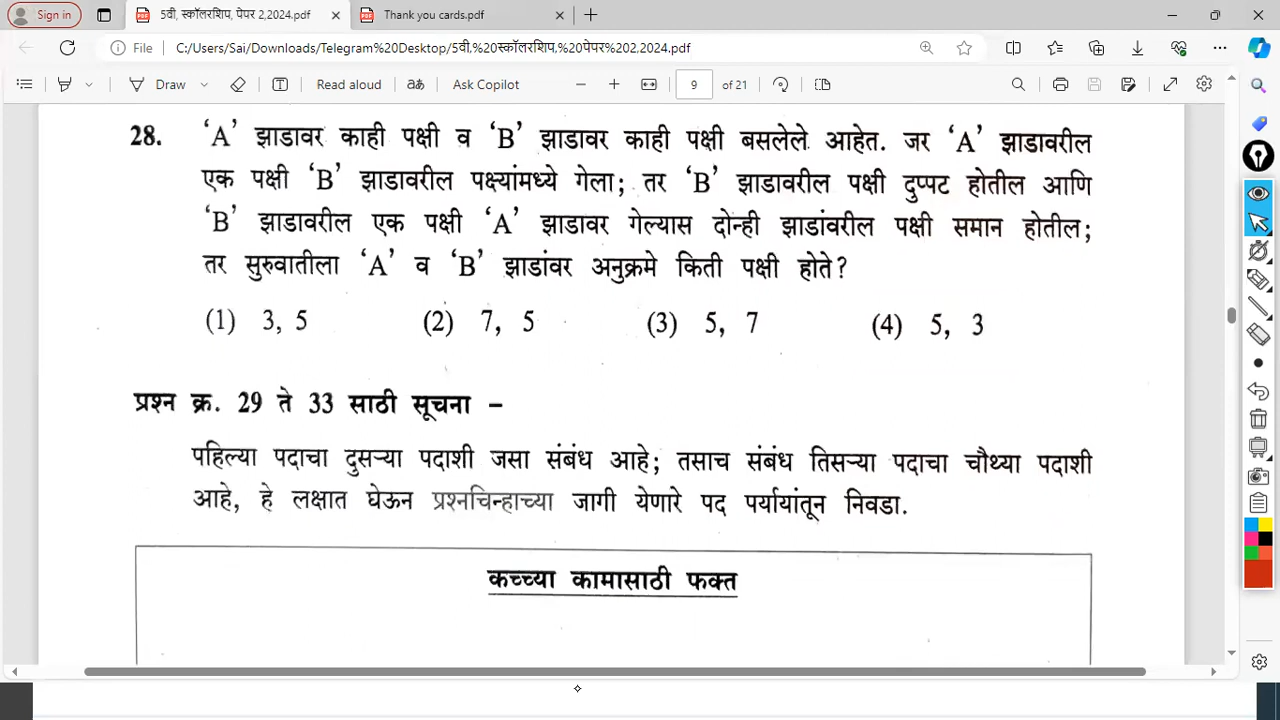 Sign in
5वी, स्कॉलरशिप, पेपर 2,2024.pdf
Thank you cards.pdf
File
C:/Users/Sai/Downloads/Telegram%20Desktop/5वी,%20स्कॉलरशिप,%20पेपर%202,2024.pdf
Draw
Read aloud
Ask Copilot
9
of 21
28. 'A' झाडावर काही पक्षी व 'B' झाडावर काही पक्षी बसलेले आहेत. जर 'A' झाडावरील
एक पक्षी 'B' झाडावरील पक्ष्यांमध्ये गेला; तर 'B' झाडावरील पक्षी दुप्पट होतील आणि
'B' झाडावरील एक पक्षी 'A' झाडावर गेल्यास दोन्ही झाडांवरील पक्षी समान होतील;
तर सुरुवातीला 'A' व 'B' झाडांवर अनुक्रमे किती पक्षी होते?
(1) 3, 5 (2) 7, 5 (3) 5, 7 (4) 5, 3
प्रश्न क्र. 29 ते 33 साठी सूचना –
पहिल्या पदाचा दुसऱ्या पदाशी जसा संबंध आहे; तसाच संबंध तिसऱ्या पदाचा चौथ्या पदाशी
आहे, हे लक्षात घेऊन प्रश्नचिन्हाच्या जागी येणारे पद पर्यायांतून निवडा.
कच्च्या कामासाठी फक्त